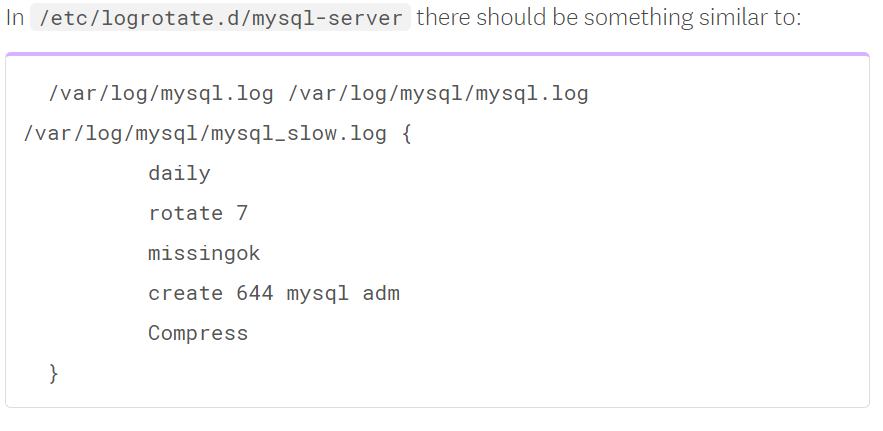 In /etc/logrotate.d/mysql-server there should be something similar to:
/var/log/mysql.log /var/log/mysql/mysql.log
/var/log/mysql/mysql_slow.log {
daily
rotate 7
missingok
create 644 mysql adm
Compress
}